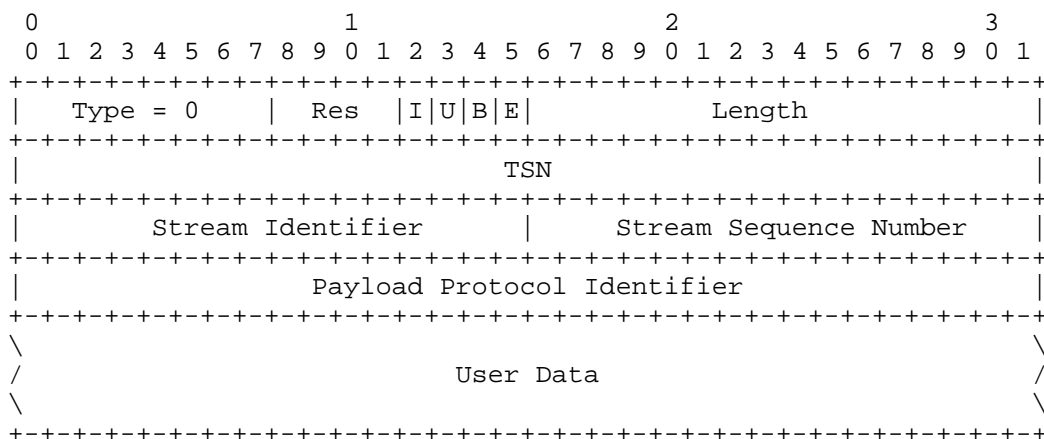 0                   1                   2                   3
 0 1 2 3 4 5 6 7 8 9 0 1 2 3 4 5 6 7 8 9 0 1 2 3 4 5 6 7 8 9 0 1
+-+-+-+-+-+-+-+-+-+-+-+-+-+-+-+-+-+-+-+-+-+-+-+-+-+-+-+-+-+-+-+-+
|   Type = 0    |  Res  |I|U|B|E|           Length              |
+-+-+-+-+-+-+-+-+-+-+-+-+-+-+-+-+-+-+-+-+-+-+-+-+-+-+-+-+-+-+-+-+
|                              TSN                              |
+-+-+-+-+-+-+-+-+-+-+-+-+-+-+-+-+-+-+-+-+-+-+-+-+-+-+-+-+-+-+-+-+
|       Stream Identifier       |     Stream Sequence Number    |
+-+-+-+-+-+-+-+-+-+-+-+-+-+-+-+-+-+-+-+-+-+-+-+-+-+-+-+-+-+-+-+-+
|                  Payload Protocol Identifier                  |
+-+-+-+-+-+-+-+-+-+-+-+-+-+-+-+-+-+-+-+-+-+-+-+-+-+-+-+-+-+-+-+-+
\                                                               \
/                           User Data                           /
\                                                               \
+-+-+-+-+-+-+-+-+-+-+-+-+-+-+-+-+-+-+-+-+-+-+-+-+-+-+-+-+-+-+-+-+